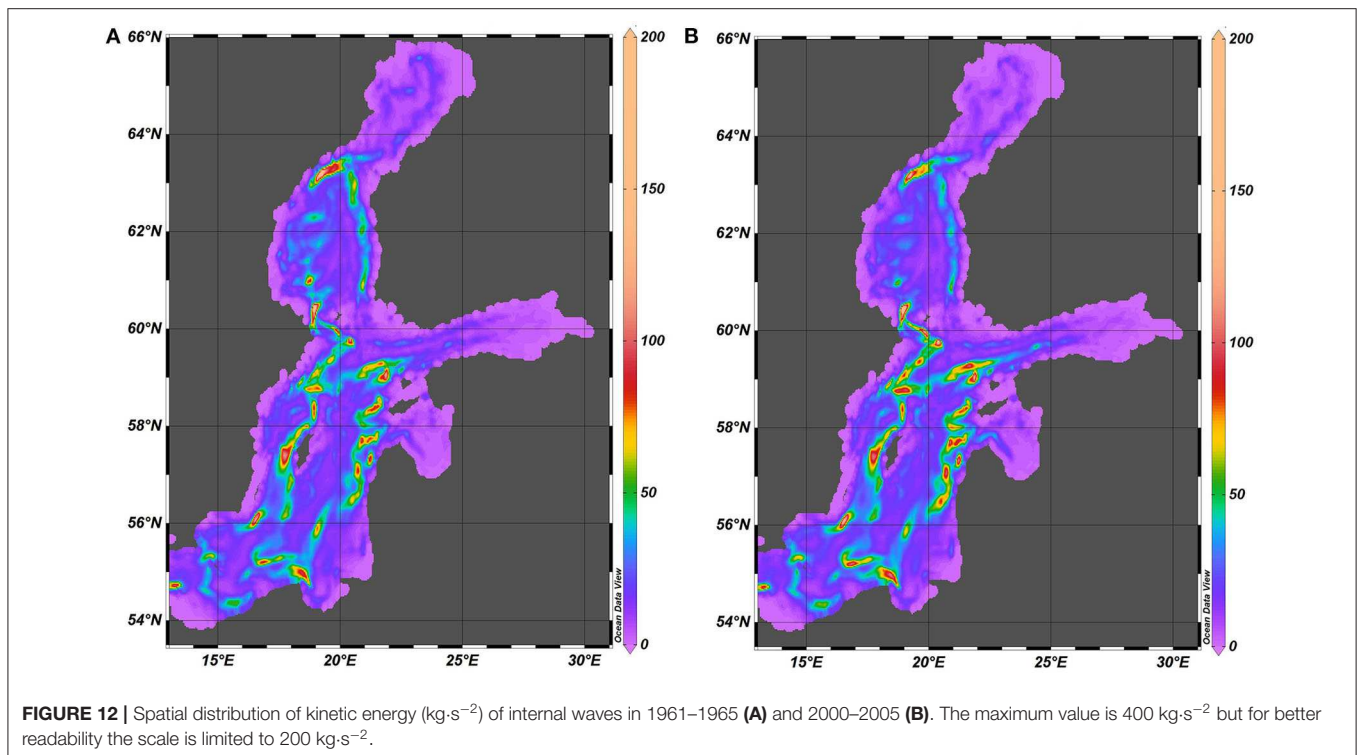 A
66°N
64°N
62°N
60°N
58°N
56°N
54°N
15°E 20°E 25°E 30°E
200
150
100
50
0
Ocean Data View
B
66°N
64°N
62°N
60°N
58°N
56°N
54°N
15°E 20°E 25°E 30°E
200
150
100
50
0
Ocean Data View
FIGURE 12 | Spatial distribution of kinetic energy (kg·s⁻²) of internal waves in 1961–1965 (A) and 2000–2005 (B). The maximum value is 400 kg·s⁻² but for better
readability the scale is limited to 200 kg·s⁻².